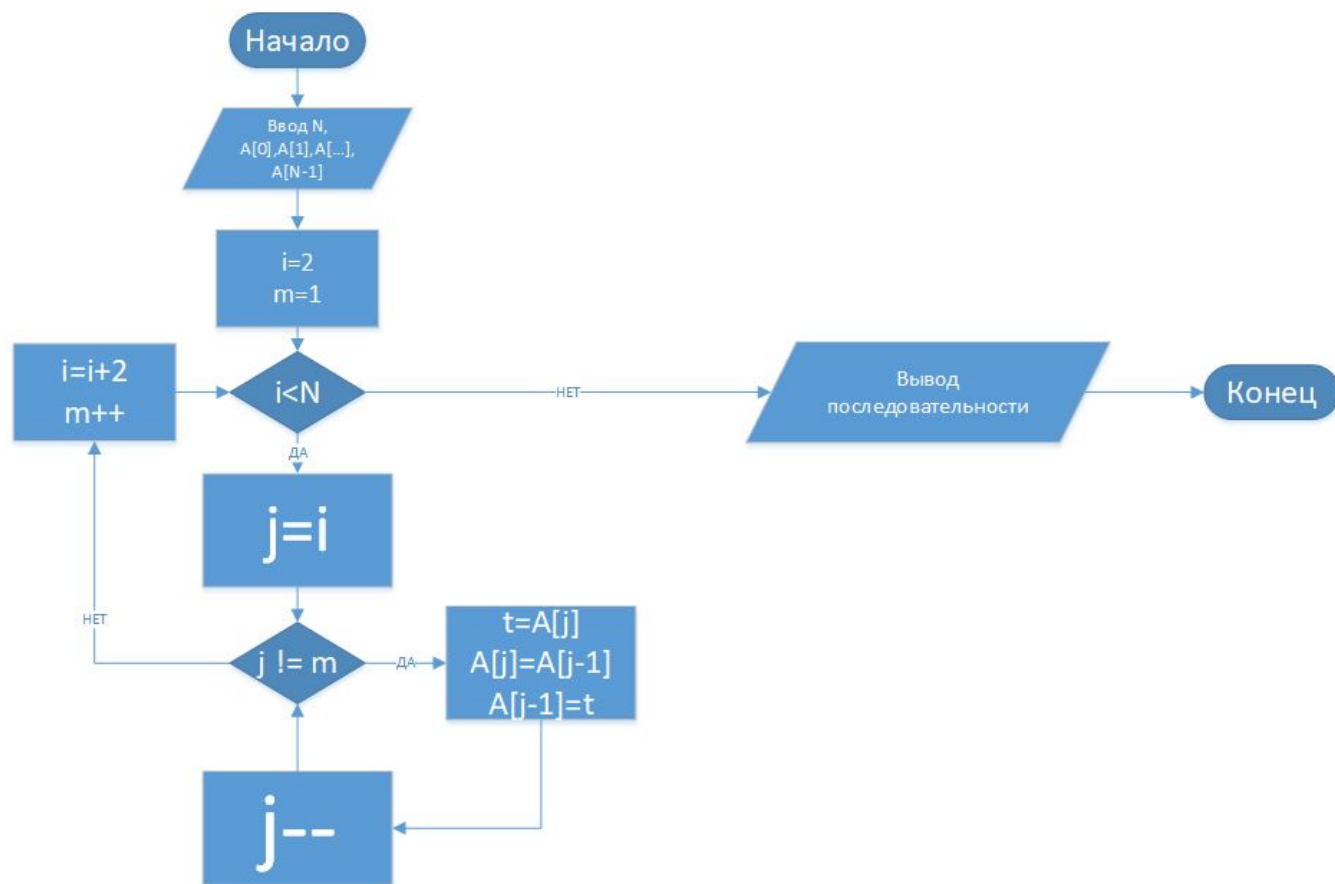 Начало
Ввод N,
A[0],A[1],A[...],
A[N-1]
i=2
m=1
i=i+2
m++
i<N
НЕТ
Вывод
последовательности
Конец
ДА
j=i
НЕТ
j != m
ДА
t=A[j]
A[j]=A[j-1]
A[j-1]=t
j--